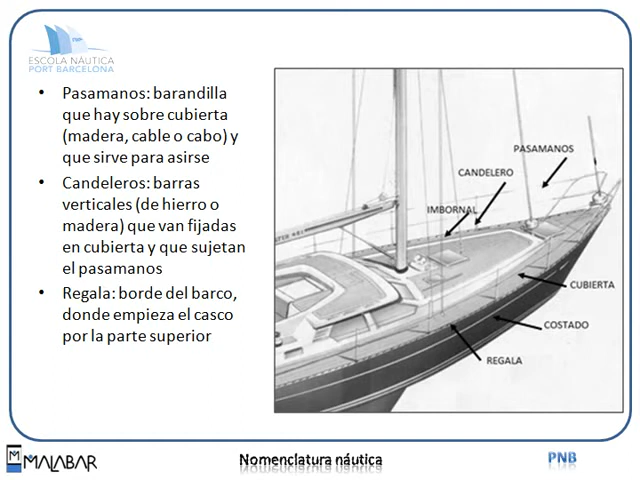 ESCOLA NÁUTICA
PORT BARCELONA
• Pasamanos: barandilla
que hay sobre cubierta
(madera, cable o cabo) y
que sirve para asirse
• Candeleros: barras
verticales (de hierro o
madera) que van fijadas
en cubierta y que sujetan
el pasamanos
• Regala: borde del barco,
donde empieza el casco
por la parte superior
PASAMANOS
CANDELERO
IMBORNAL
CUBIERTA
COSTADO
REGALA
MALABAR
Nomenclatura náutica
PNB